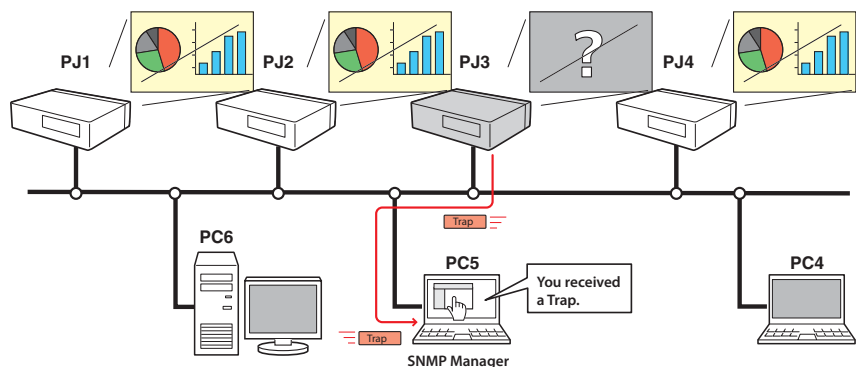 PJ1
PJ2
PJ3
?
PJ4
Trap
PC6
PC5
PC4
You received
a Trap.
Trap
SNMP Manager